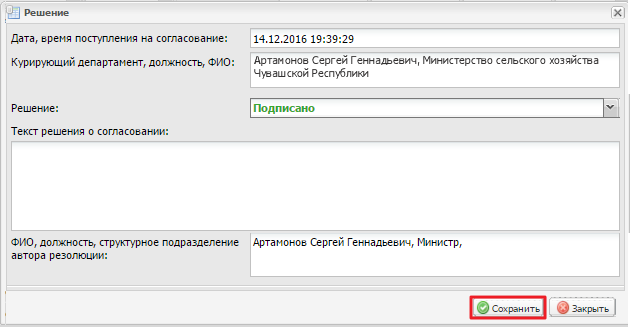 Решение
Дата, время поступления на согласование:
14.12.2016 19:39:29
Курирующий департамент, должность, ФИО:
Артамонов Сергей Геннадьевич, Министерство сельского хозяйства
Чувашской Республики
Решение:
Подписано
Текст решения о согласовании:
ФИО, должность, структурное подразделение
автора резолюции:
Артамонов Сергей Геннадьевич, Министр,
Сохранить
Закрыть